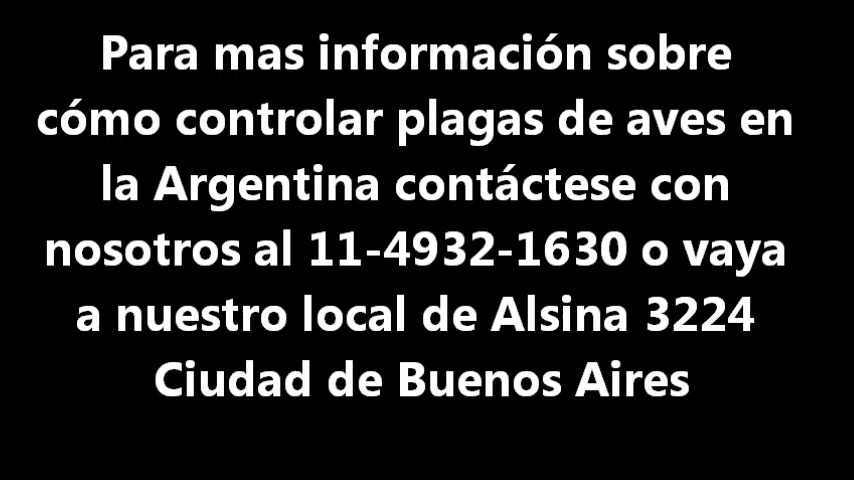 Para mas información sobre
cómo controlar plagas de aves en
la Argentina contáctese con
nosotros al 11-4932-1630 o vaya
a nuestro local de Alsina 3224
Ciudad de Buenos Aires